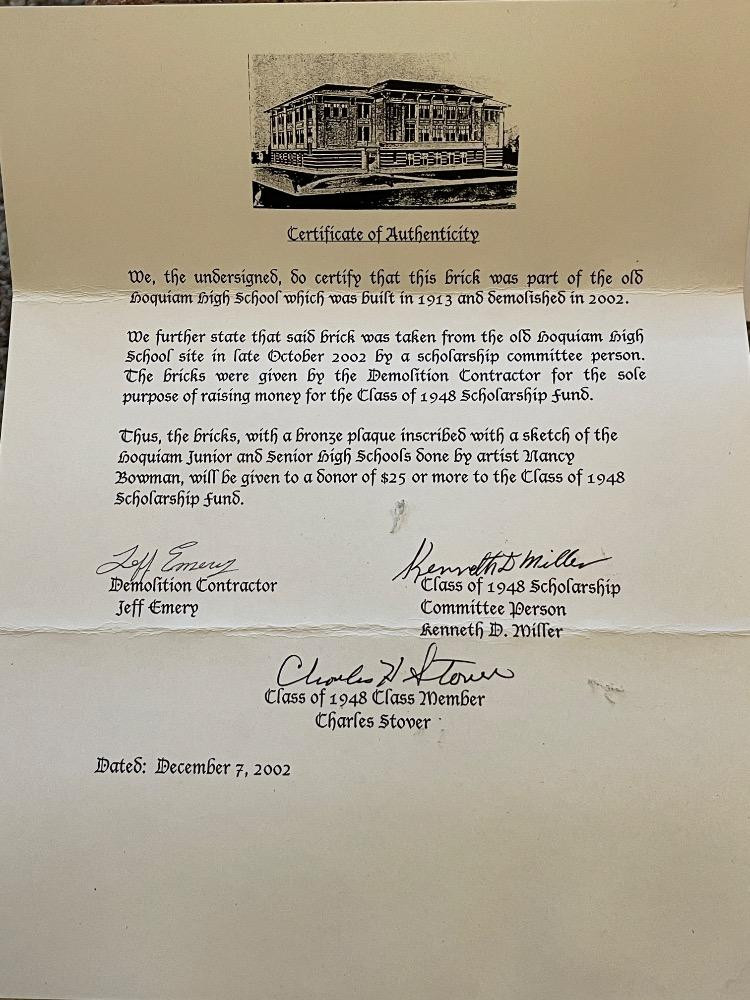 Certificate of Authenticity
We, the undersigned, do certify that this brick was part of the old
Hoquiam High School which was built in 1913 and demolished in 2002.
We further state that said brick was taken from the old Hoquiam High
School site in late October 2002 by a scholarship committee person.
The bricks were given by the Demolition Contractor for the sole
purpose of raising money for the Class of 1948 Scholarship Fund.
Thus, the bricks, with a bronze plaque inscribed with a sketch of the
Hoquiam Junior and Senior High Schools done by artist Nancy
Bowman, will be given to a donor of $25 or more to the Class of 1948
Scholarship Fund.
Jeff Emery
Demolition Contractor
Jeff Emery
Kenneth D Miller
Class of 1948 Scholarship
Committee Person
Kenneth D. Miller
Charles H Stover
Class of 1948 Class Member
Charles Stover
Dated: December 7, 2002